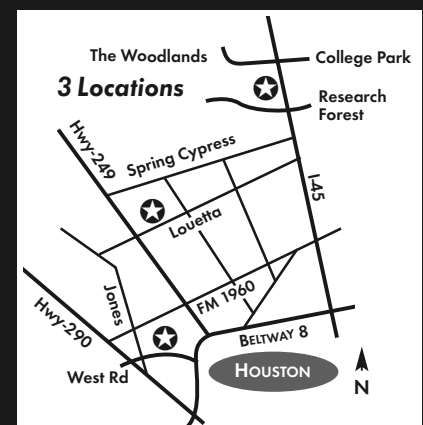 The Woodlands
College Park
3 Locations
Research
Forest
Hwy-249
Spring Cypress
I-45
Louetta
Jones
FM 1960
Hwy-290
BELTWAY 8
West Rd
HOUSTON
N